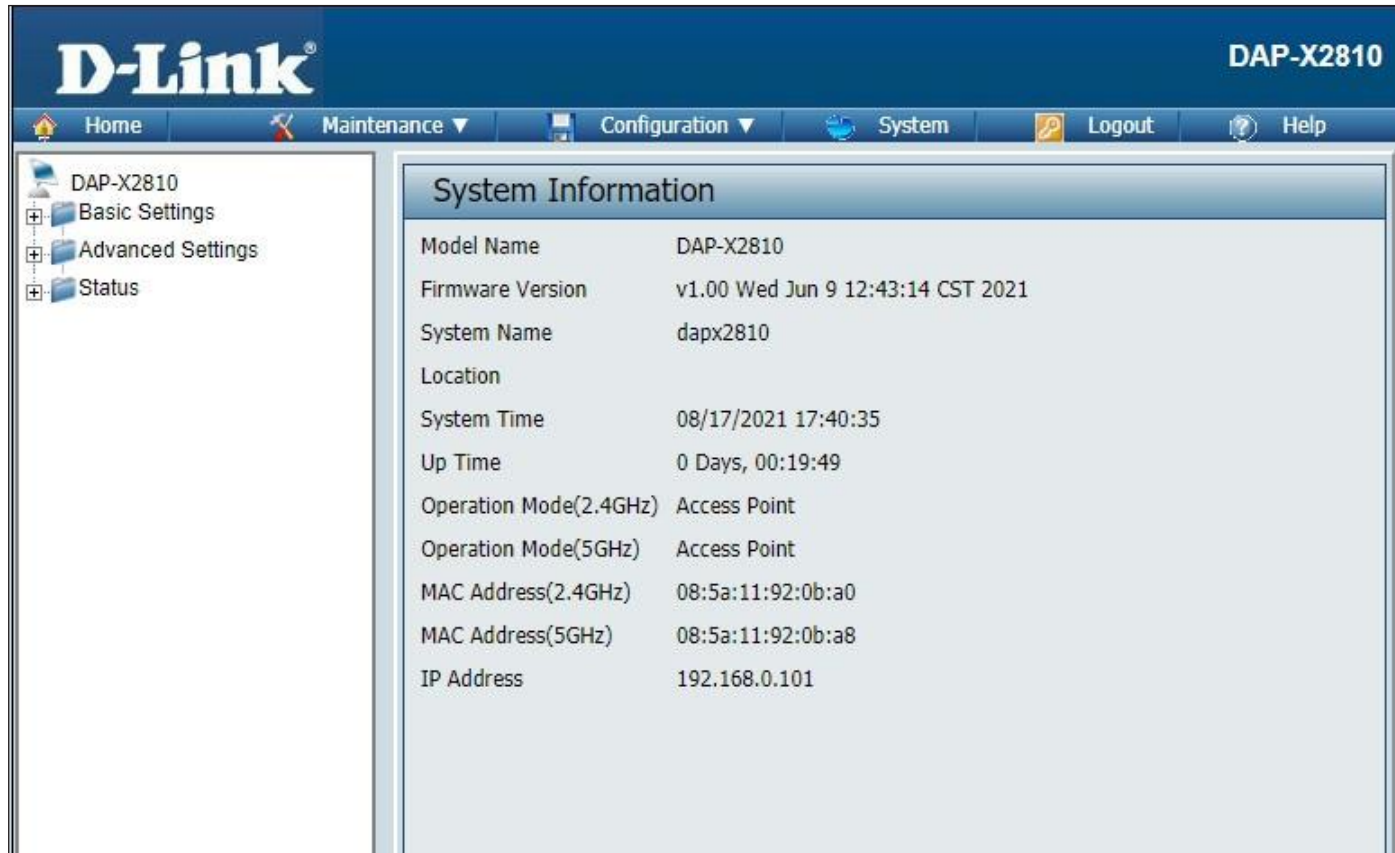 D-Link®
DAP-X2810
Home Maintenance ▼ Configuration ▼ System Logout Help
DAP-X2810
Basic Settings
Advanced Settings
Status
System Information
Model Name DAP-X2810
Firmware Version v1.00 Wed Jun 9 12:43:14 CST 2021
System Name dapx2810
Location
System Time 08/17/2021 17:40:35
Up Time 0 Days, 00:19:49
Operation Mode(2.4GHz) Access Point
Operation Mode(5GHz) Access Point
MAC Address(2.4GHz) 08:5a:11:92:0b:a0
MAC Address(5GHz) 08:5a:11:92:0b:a8
IP Address 192.168.0.101